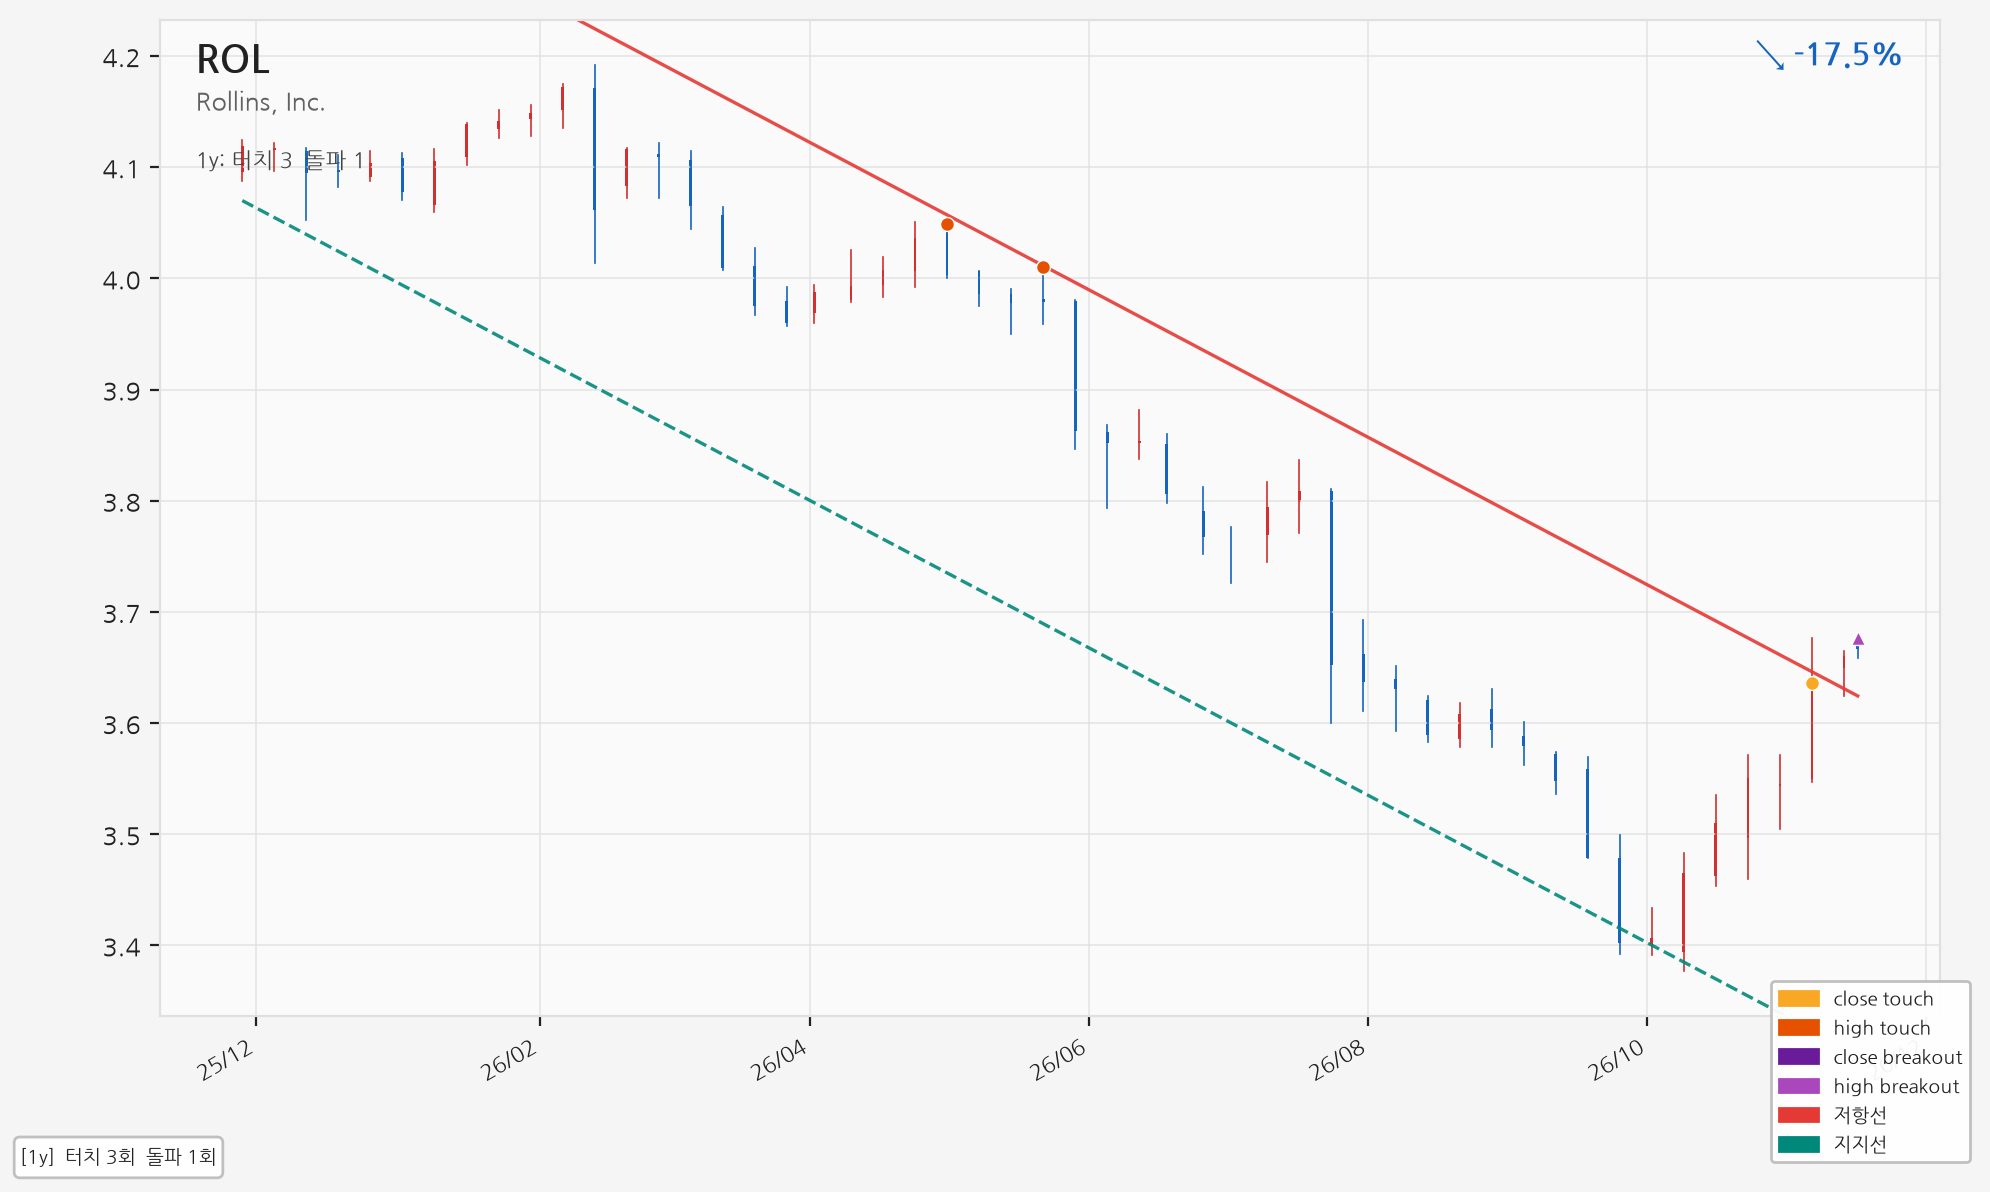 ROL
Rollins, Inc.
1y: 터치 3  돌파 1
-17.5%
4.2
4.1
4.0
3.9
3.8
3.7
3.6
3.5
3.4
25/12
26/02
26/04
26/06
26/08
26/10
close touch
high touch
close breakout
high breakout
저항선
지지선
[1y]  터치 3회  돌파 1회